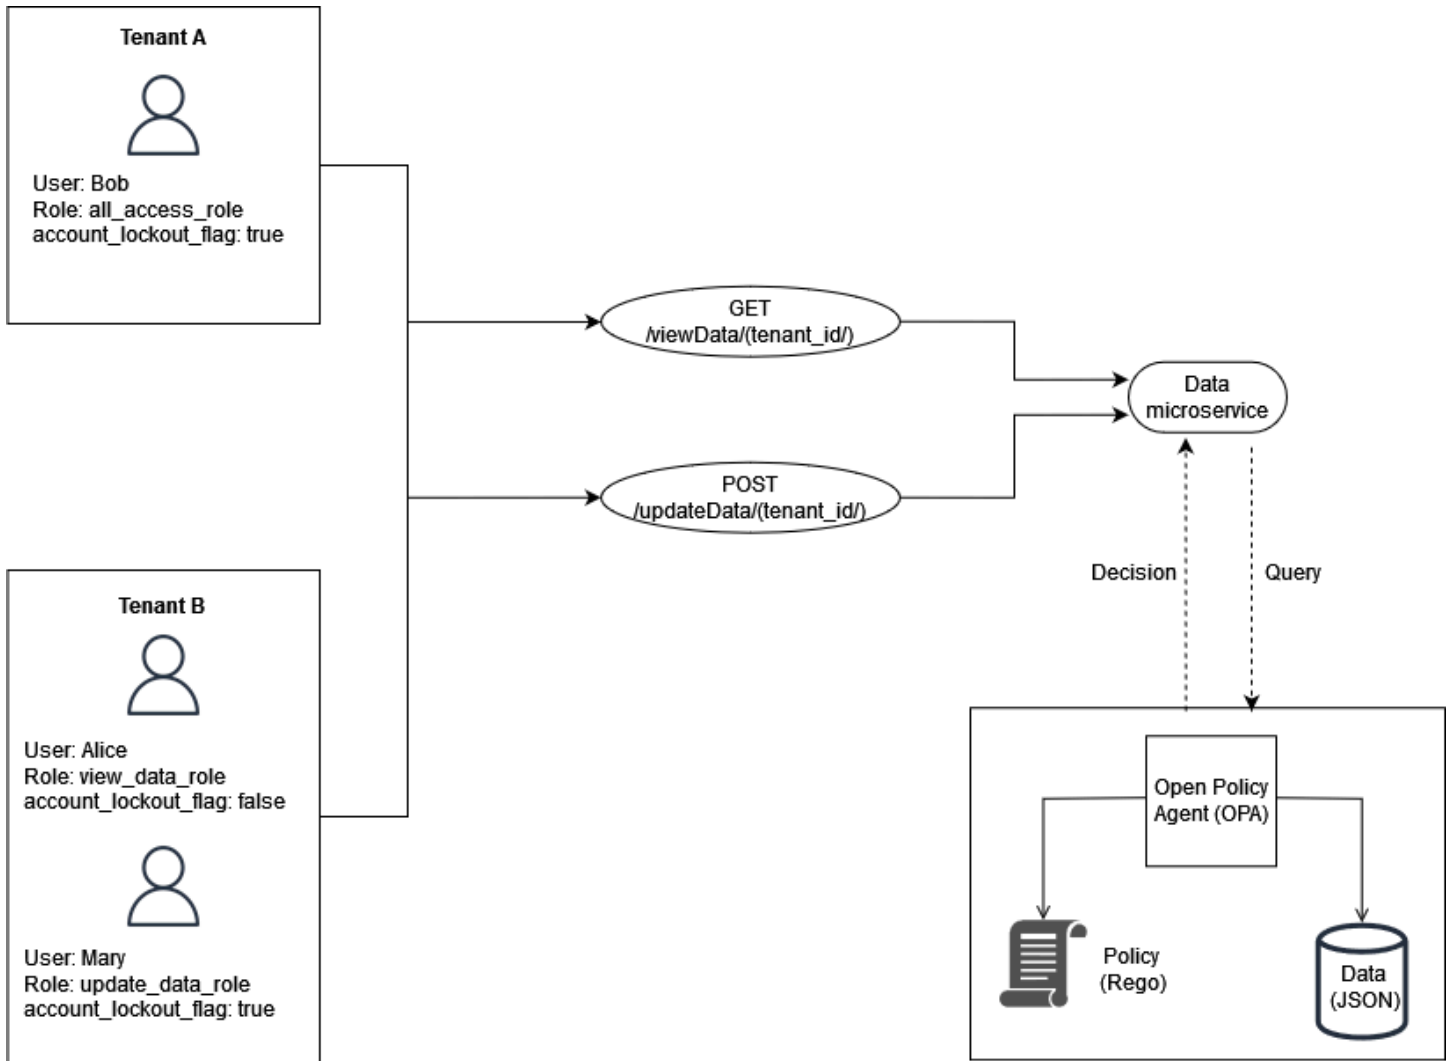 Tenant A
User: Bob
Role: all_access_role
account_lockout_flag: true
GET
/viewData/(tenant_id/)
Data
microservice
POST
/updateData/(tenant_id/)
Decision
Query
Tenant B
User: Alice
Role: view_data_role
account_lockout_flag: false
User: Mary
Role: update_data_role
account_lockout_flag: true
Open Policy
Agent (OPA)
Policy
(Rego)
Data
(JSON)